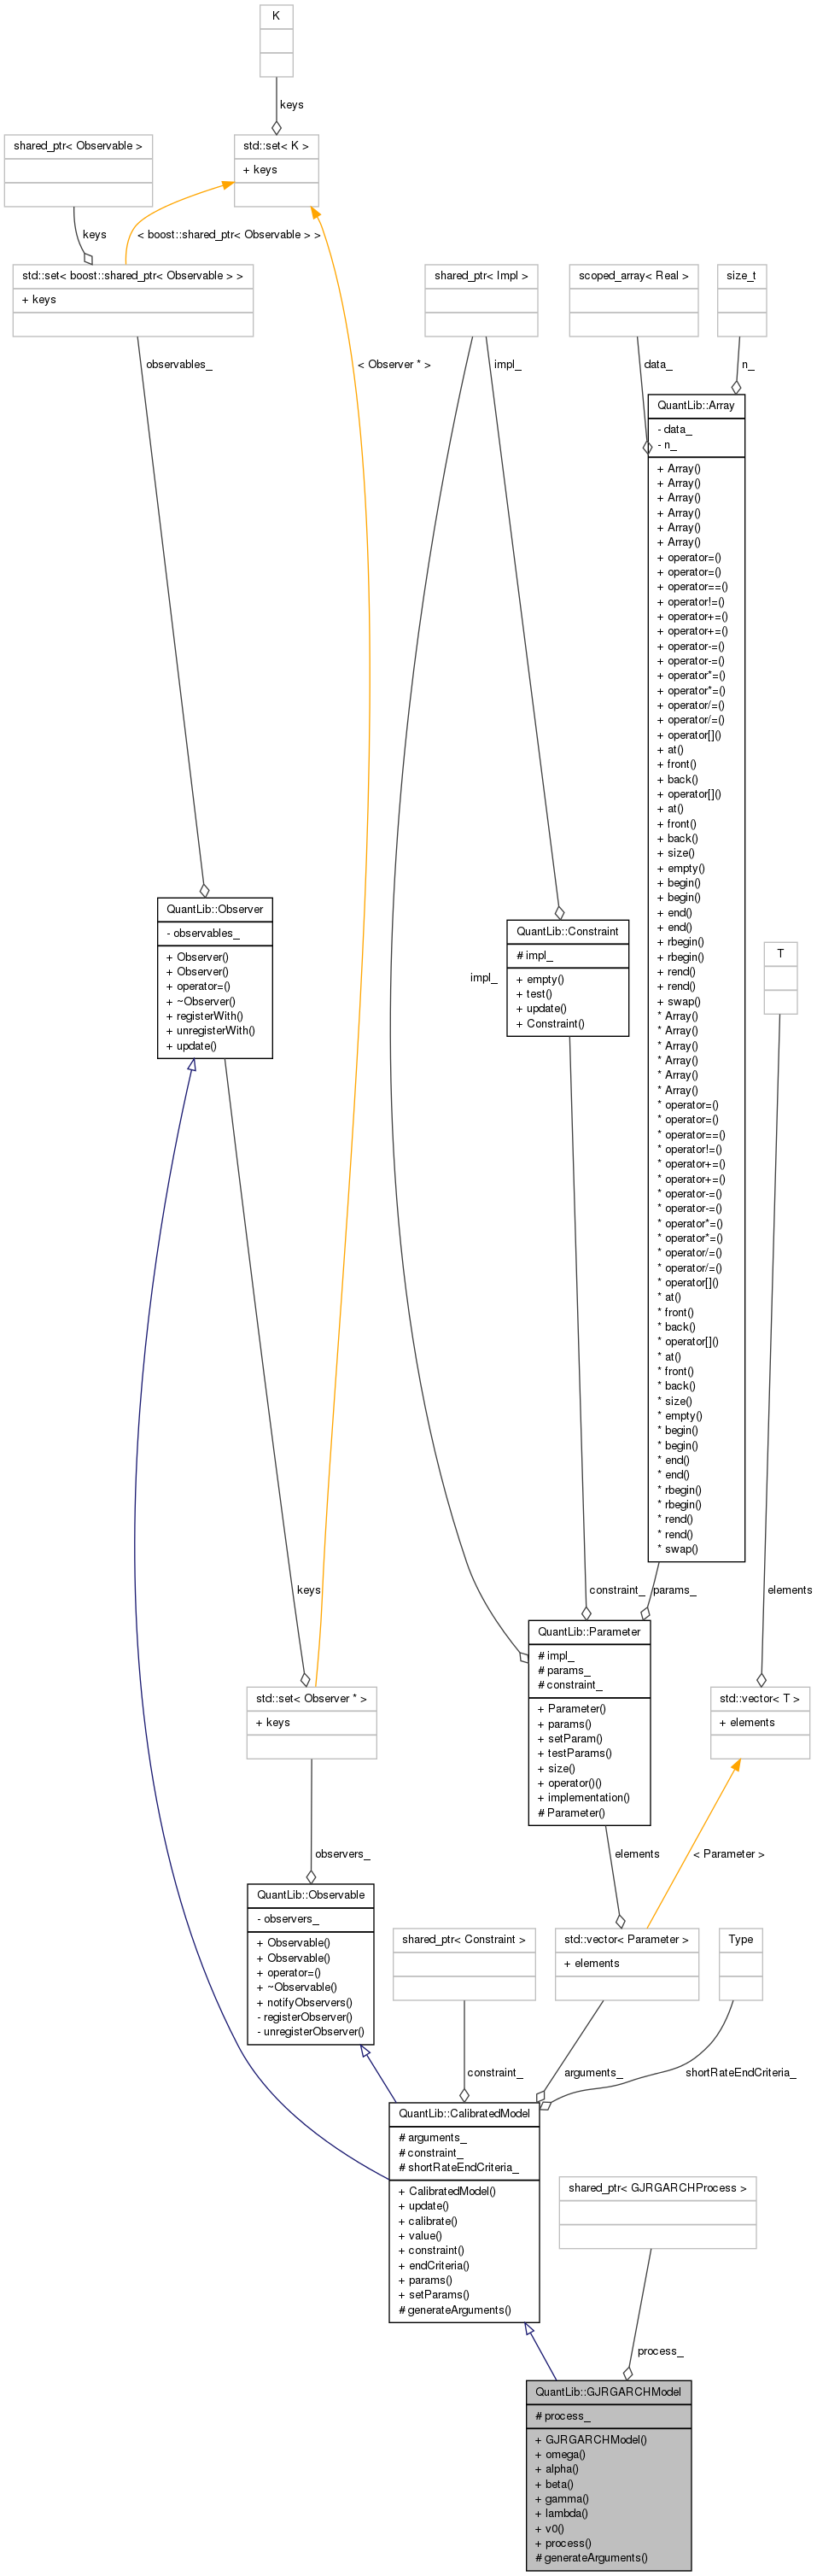 K
keys
shared_ptr< Observable >
std::set< K >
+ keys
keys
< boost::shared_ptr< Observable > >
std::set< boost::shared_ptr< Observable > >
+ keys
shared_ptr< Impl >
scoped_array< Real >
size_t
observables_
< Observer * >
impl_
data_
n_
QuantLib::Array
- data_
- n_
+ Array()
+ Array()
+ Array()
+ Array()
+ Array()
+ Array()
+ operator=()
+ operator=()
+ operator==()
+ operator!=()
+ operator+=()
+ operator+=()
+ operator-=()
+ operator-=()
+ operator*=()
+ operator*=()
+ operator/=()
+ operator/=()
+ operator[]()
+ at()
+ front()
+ back()
+ operator[]()
+ at()
+ front()
+ back()
+ size()
+ empty()
+ begin()
+ begin()
+ end()
+ end()
+ rbegin()
+ rbegin()
+ rend()
+ rend()
+ swap()
* Array()
* Array()
* Array()
* Array()
* Array()
* Array()
* operator=()
* operator=()
* operator==()
* operator!=()
* operator+=()
* operator+=()
* operator-=()
* operator-=()
* operator*=()
* operator*=()
* operator/=()
* operator/=()
* operator[]()
* at()
* front()
* back()
* operator[]()
* at()
* front()
* back()
* size()
* empty()
* begin()
* begin()
* end()
* end()
* rbegin()
* rbegin()
* rend()
* rend()
* swap()
QuantLib::Observer
- observables_
+ Observer()
+ Observer()
+ operator=()
+ ~Observer()
+ registerWith()
+ unregisterWith()
+ update()
impl_
QuantLib::Constraint
# impl_
+ empty()
+ test()
+ update()
+ Constraint()
T
keys
constraint_
params_
elements
QuantLib::Parameter
# impl_
# params_
# constraint_
+ Parameter()
+ params()
+ setParam()
+ testParams()
+ size()
+ operator()()
+ implementation()
# Parameter()
std::set< Observer * >
+ keys
std::vector< T >
+ elements
observers_
elements
< Parameter >
QuantLib::Observable
- observers_
+ Observable()
+ Observable()
+ operator=()
+ ~Observable()
+ notifyObservers()
- registerObserver()
- unregisterObserver()
shared_ptr< Constraint >
std::vector< Parameter >
+ elements
Type
constraint_
arguments_
shortRateEndCriteria_
QuantLib::CalibratedModel
# arguments_
# constraint_
# shortRateEndCriteria_
+ CalibratedModel()
+ update()
+ calibrate()
+ value()
+ constraint()
+ endCriteria()
+ params()
+ setParams()
# generateArguments()
shared_ptr< GJRGARCHProcess >
process_
QuantLib::GJRGARCHModel
# process_
+ GJRGARCHModel()
+ omega()
+ alpha()
+ beta()
+ gamma()
+ lambda()
+ v0()
+ process()
# generateArguments()